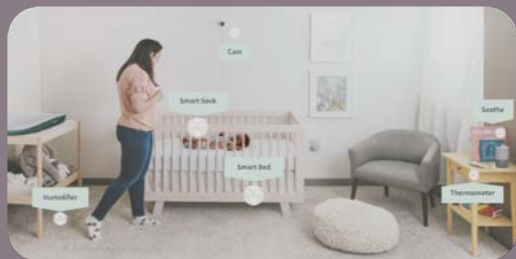 Cam
Smart Sock
Soothe
Smart Bed
Humidifier
Thermometer